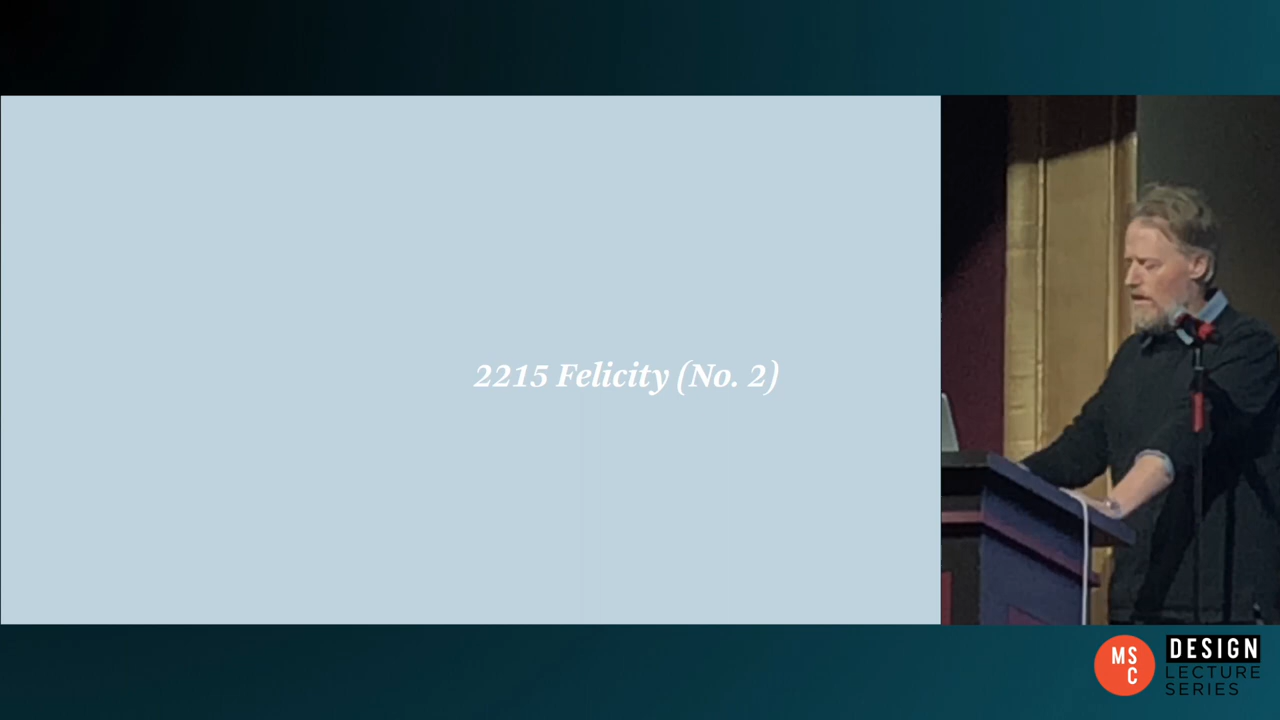 2215 Felicity (No. 2)
MS
C
DESIGN
LECTURE
SERIES